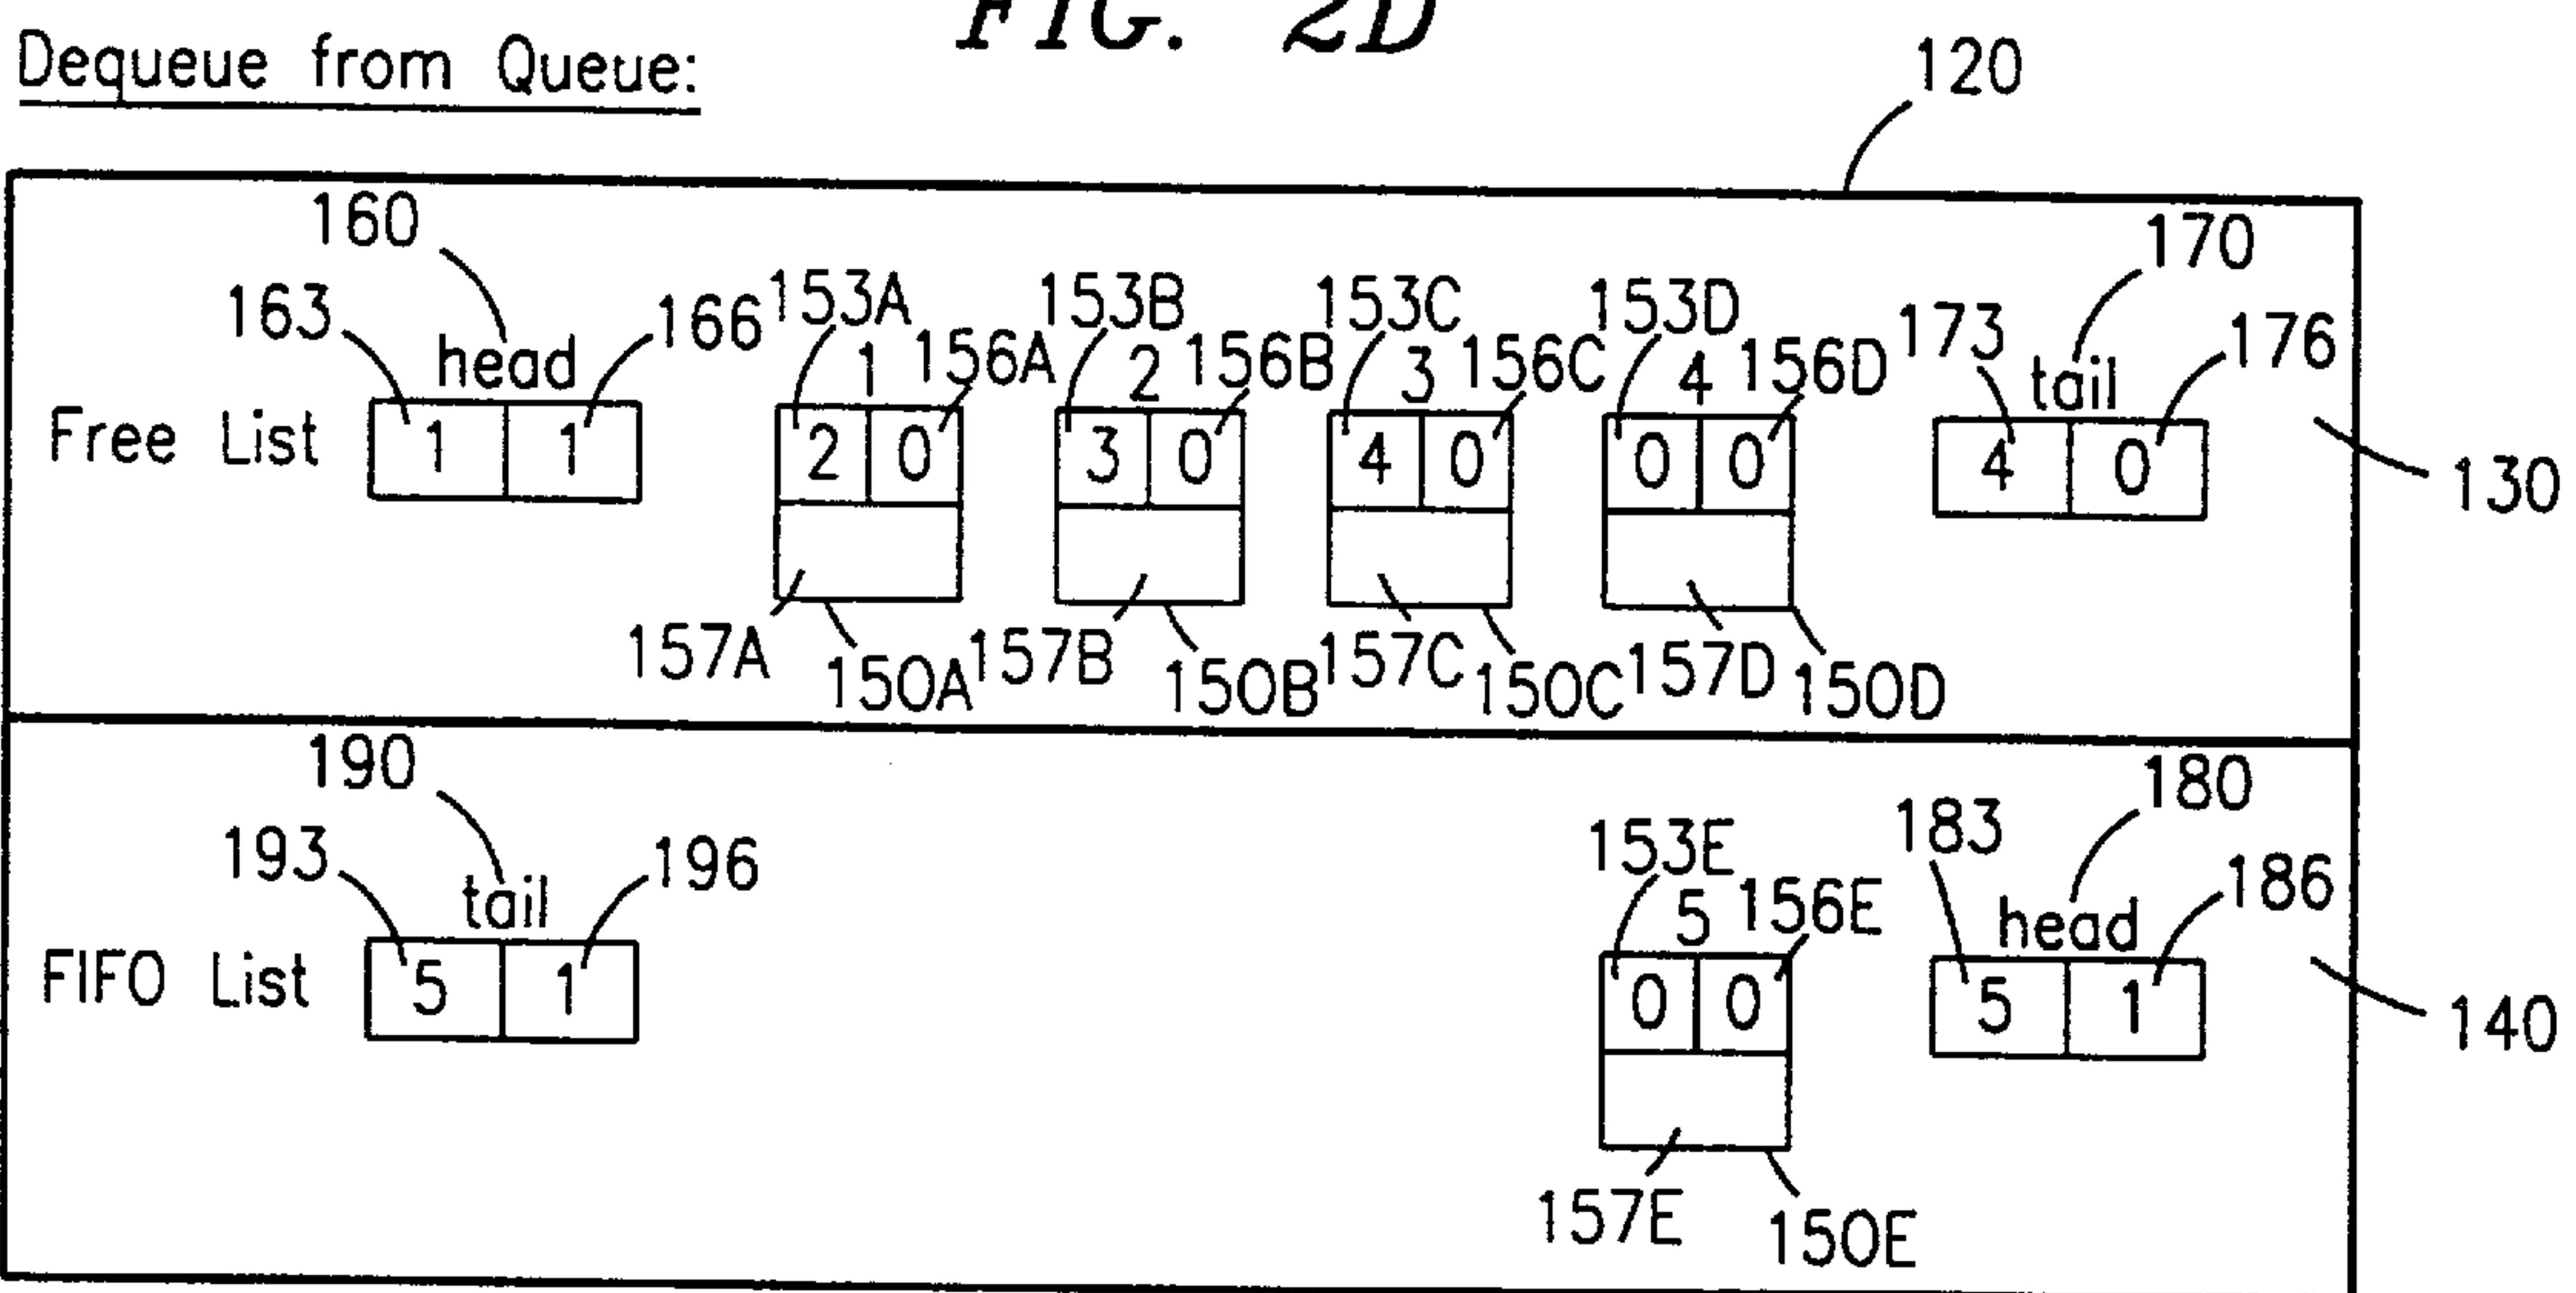 FIG. 2D
Dequeue from Queue:
120
160
170
163
head
166
153A
1
156A
153B
2
156B
153C
3
156C
153D
4
156D
173
tail
176
Free List
1 1
2 0
3 0
4 0
0 0
4 0
130
157A
150A
157B
150B
157C
150C
157D
150D
190
180
193
tail
196
153E
5
156E
183
head
186
FIFO List
5 1
0 0
5 1
140
157E
150E